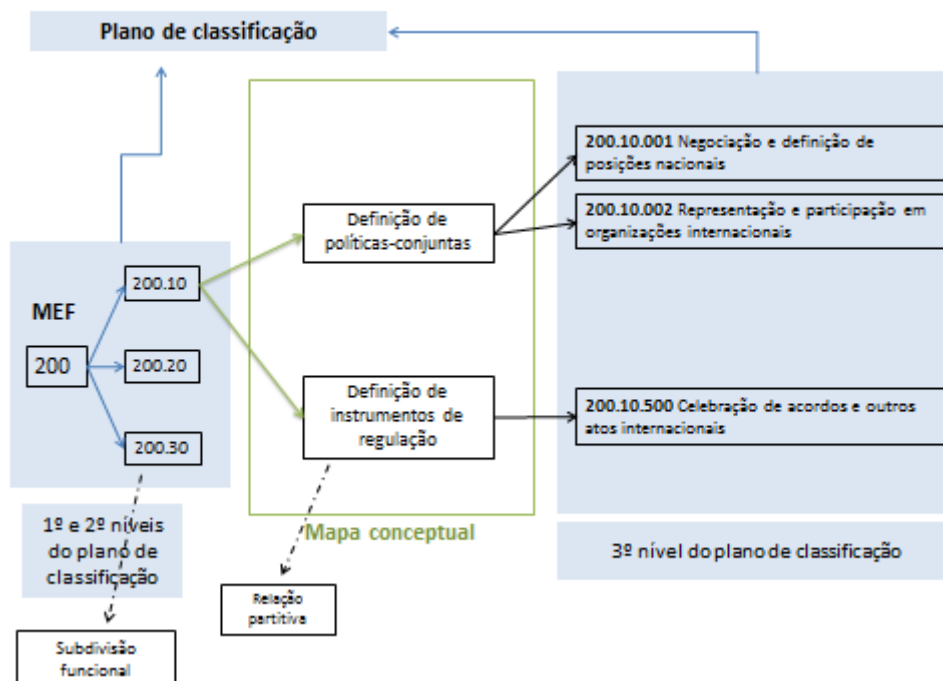 Plano de classificação
MEF
200
200.10
200.20
200.30
1º e 2º níveis
do plano de
classificação
Subdivisão
funcional
Definição de
políticas-conjuntas
Definição de
instrumentos de
regulação
Mapa conceptual
Relação
partitiva
200.10.001 Negociação e definição de
posições nacionais
200.10.002 Representação e participação em
organizações internacionais
200.10.500 Celebração de acordos e outros
atos internacionais
3º nível do plano de classificação